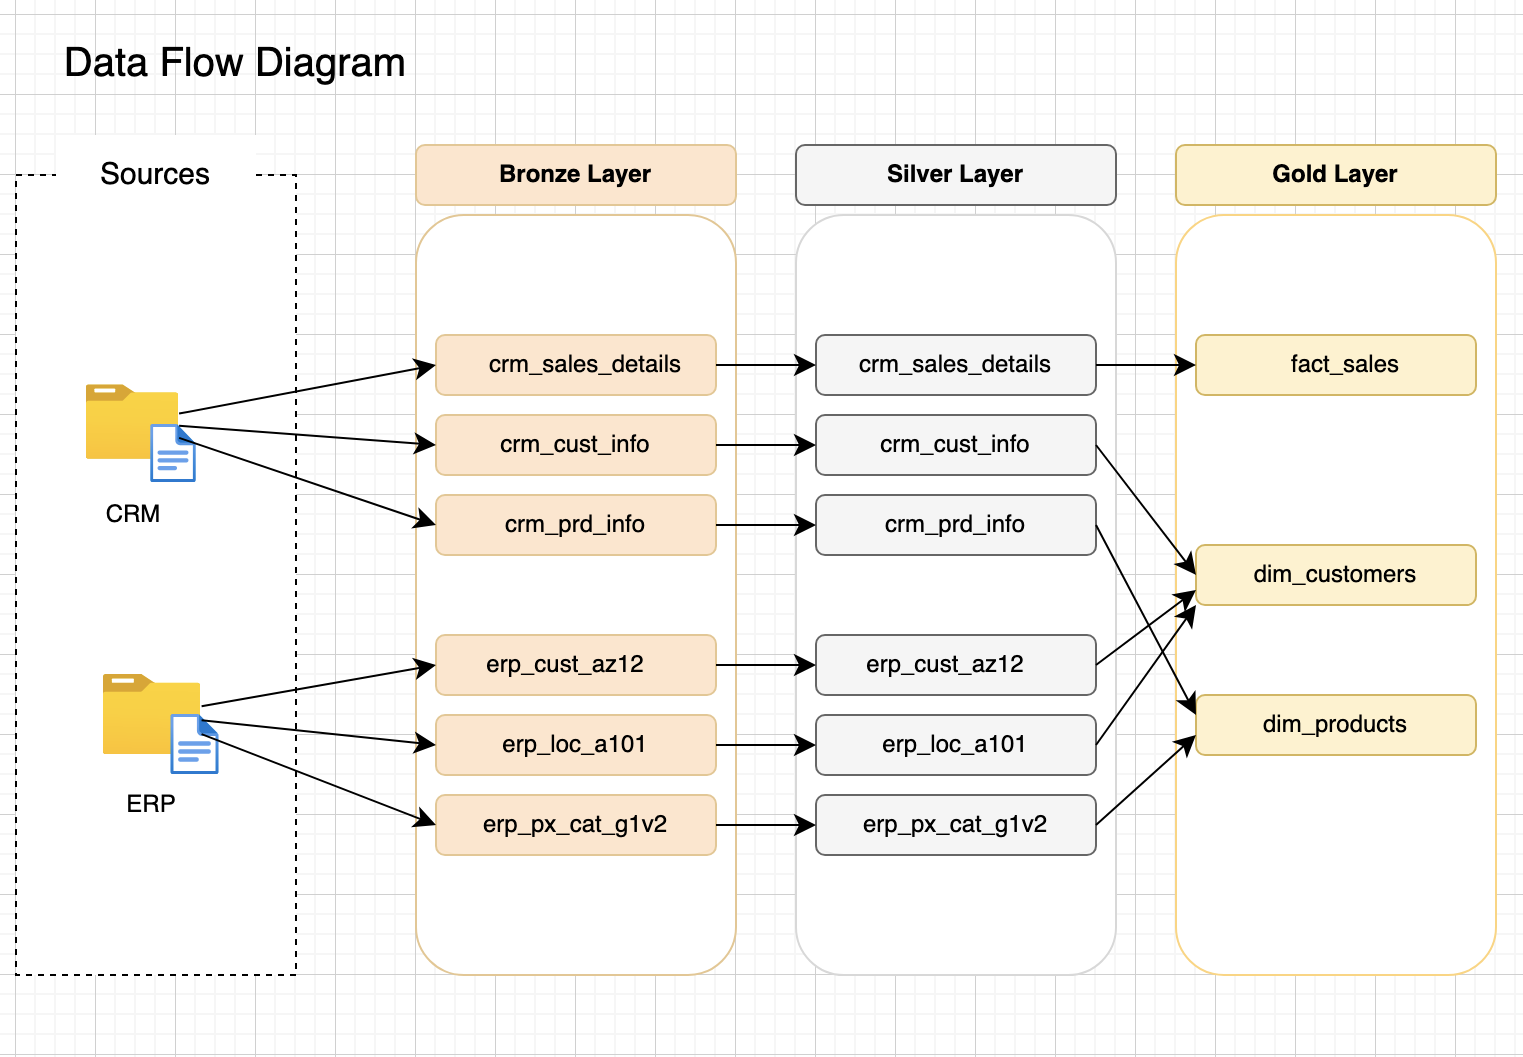 Data Flow Diagram
Sources
CRM
ERP
Bronze Layer
crm_sales_details
crm_cust_info
crm_prd_info
erp_cust_az12
erp_loc_a101
erp_px_cat_g1v2
Silver Layer
crm_sales_details
crm_cust_info
crm_prd_info
erp_cust_az12
erp_loc_a101
erp_px_cat_g1v2
Gold Layer
fact_sales
dim_customers
dim_products